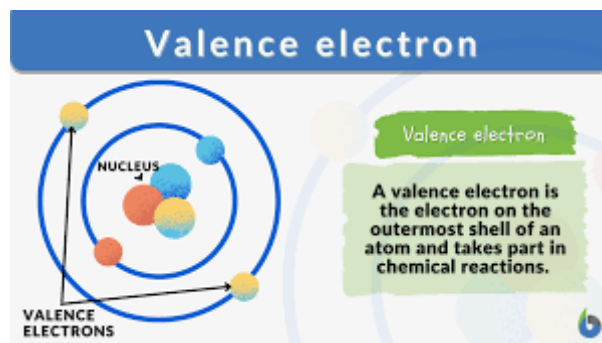 Valence electron
NUCLEUS
VALENCE
ELECTRONS
Valence electron
A valence electron is
the electron on the
outermost shell of an
atom and takes part in
chemical reactions.